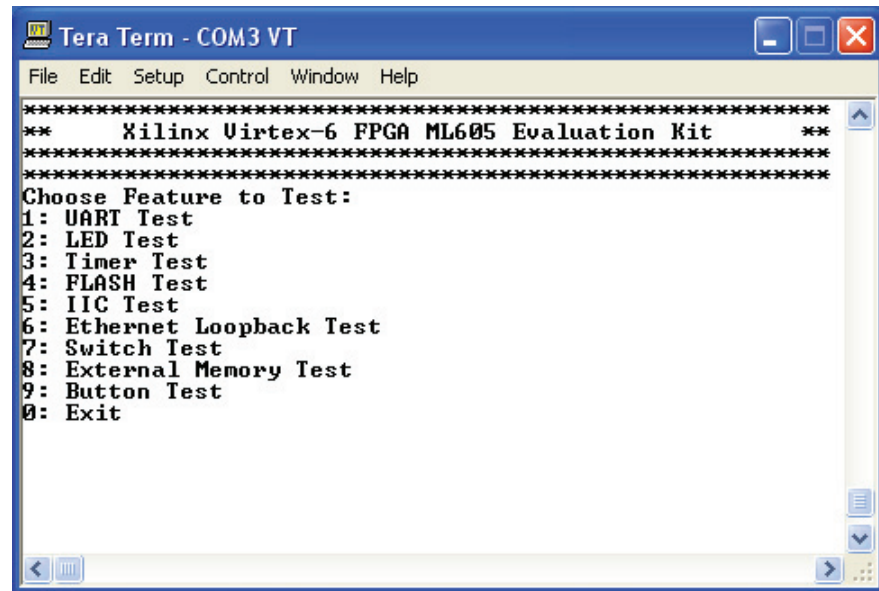 Tera Term - COM3 VT
File Edit Setup Control Window Help
*******************************************************
** Xilinx Virtex-6 FPGA ML605 Evaluation Kit **
*******************************************************
*******************************************************
Choose Feature to Test:
1: UART Test
2: LED Test
3: Timer Test
4: FLASH Test
5: IIC Test
6: Ethernet Loopback Test
7: Switch Test
8: External Memory Test
9: Button Test
0: Exit